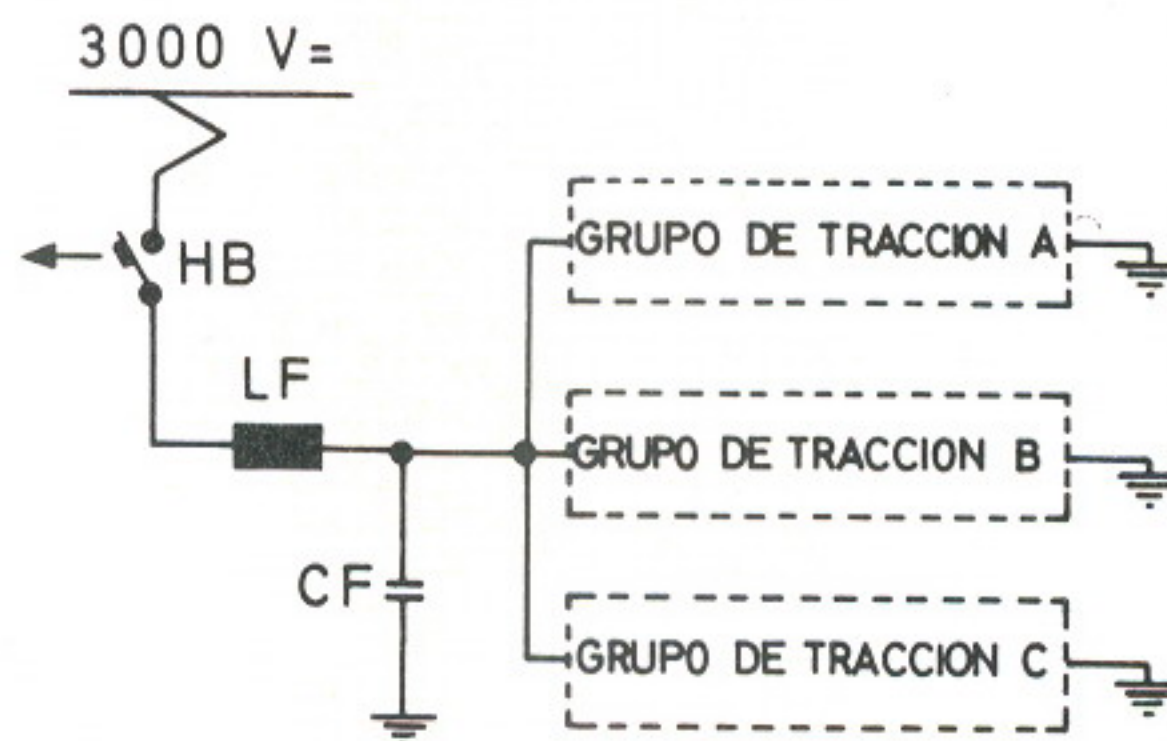 3000 V=
HB
GRUPO DE TRACCION A
LF
GRUPO DE TRACCION B
CF
GRUPO DE TRACCION C